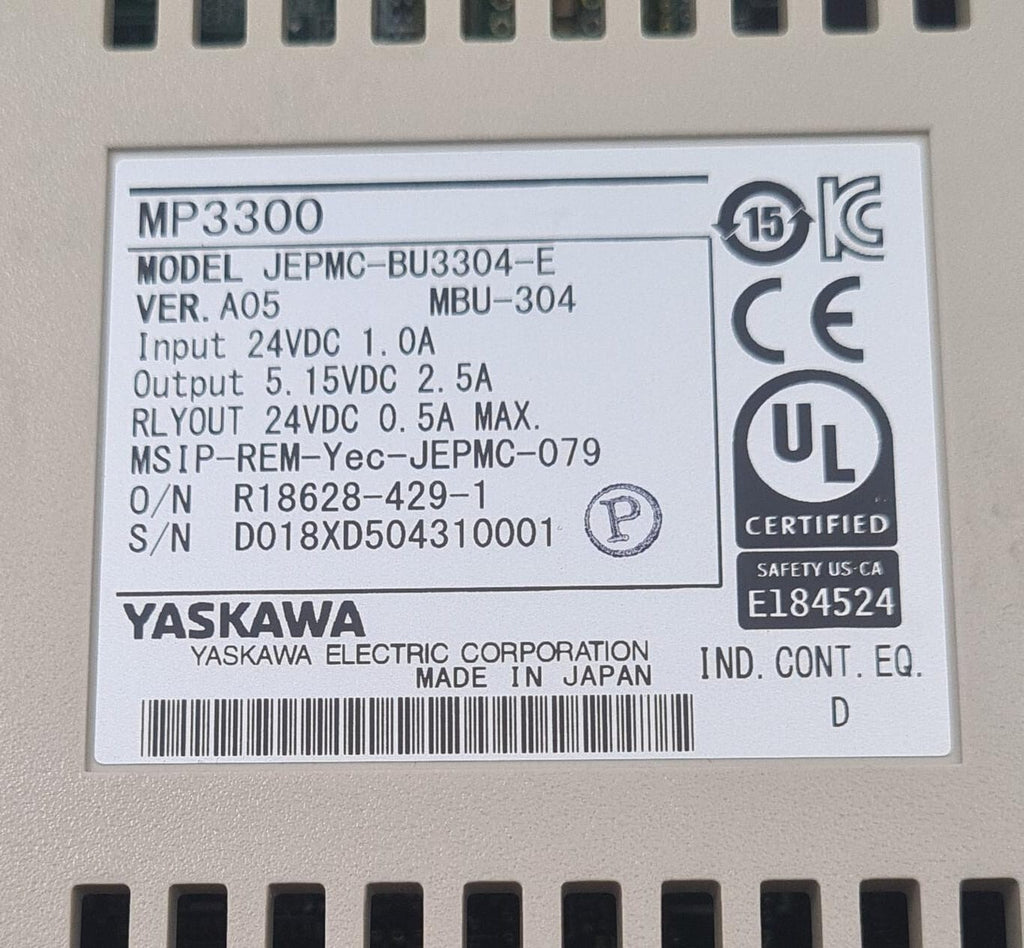 MP3300
MODEL JEPMC-BU3304-E
VER. A05 MBU-304
Input 24VDC 1.0A
Output 5.15VDC 2.5A
RLYOUT 24VDC 0.5A MAX.
MSIP-REM-Yec-JEPMC-079
O/N R18628-429-1
S/N D018XD504310001
P
YASKAWA
YASKAWA ELECTRIC CORPORATION
MADE IN JAPAN
15
KC
CE
UL
CERTIFIED
SAFETY US-CA
E184524
IND. CONT. EQ.
D